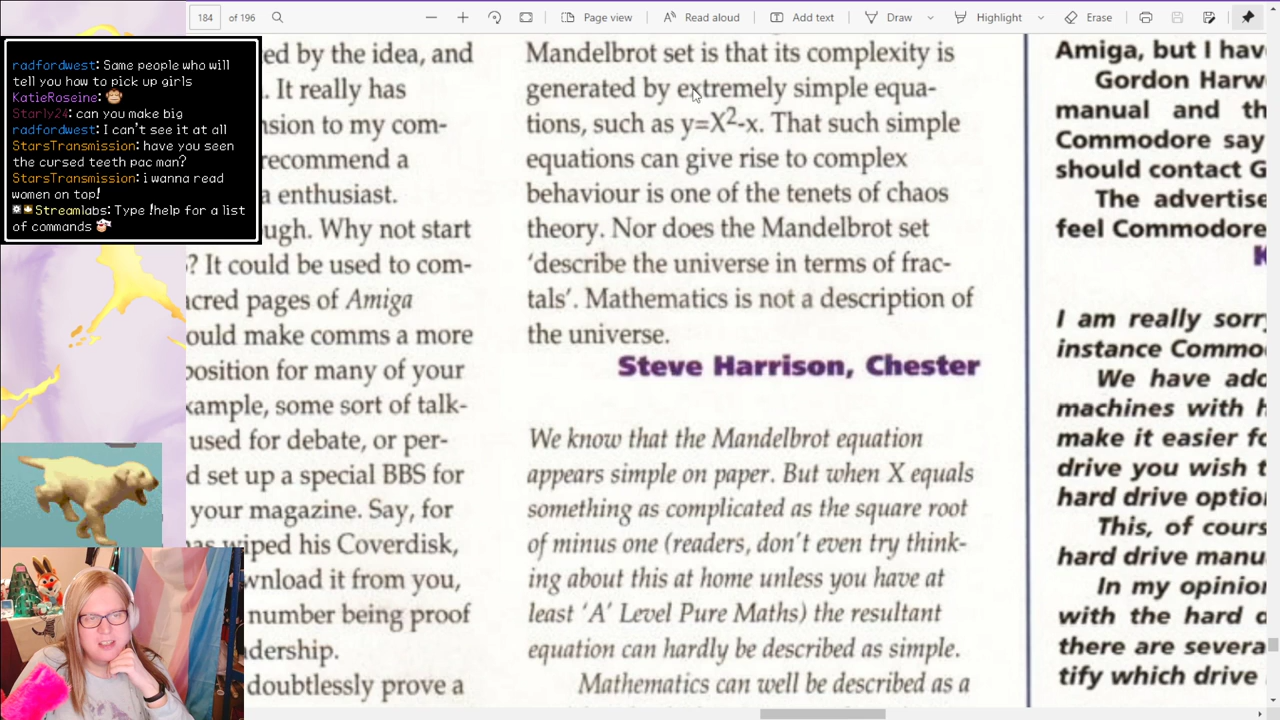 184 of 196
Page view
Read aloud
Add text
Draw
Highlight
Erase
radfordwest: Same people who will
tell you how to pick up girls
KatieRoseine:
Starly24: can you make big
radfordwest: I can't see it at all
StarsTransmission: have you seen
the cursed teeth pac man?
StarsTransmission: i wanna read
women on top!
Streamlabs: Type !help for a list
of commands
ed by the idea, and
. It really has
nsion to my com-
recommend a
a enthusiast.
ugh. Why not start
? It could be used to com-
acred pages of Amiga
ould make comms a more
position for many of your
xample, some sort of talk-
used for debate, or per-
d set up a special BBS for
your magazine. Say, for
as wiped his Coverdisk,
wnload it from you,
number being proof
dership.
doubtlessly prove a
Mandelbrot set is that its complexity is
generated by extremely simple equa-
tions, such as y=X²-x. That such simple
equations can give rise to complex
behaviour is one of the tenets of chaos
theory. Nor does the Mandelbrot set
‘describe the universe in terms of frac-
tals’. Mathematics is not a description of
the universe.
Steve Harrison, Chester
We know that the Mandelbrot equation
appears simple on paper. But when X equals
something as complicated as the square root
of minus one (readers, don't even try think-
ing about this at home unless you have at
least ‘A’ Level Pure Maths) the resultant
equation can hardly be described as simple.
Mathematics can well be described as a
Amiga, but I hav
Gordon Harw
manual and th
Commodore say
should contact G
The advertise
feel Commodore
K
I am really sorry
instance Commo
We have add
machines with h
make it easier fo
drive you wish t
hard drive optio
This, of cours
hard drive manu
In my opinion
with the hard d
there are severa
tify which drive